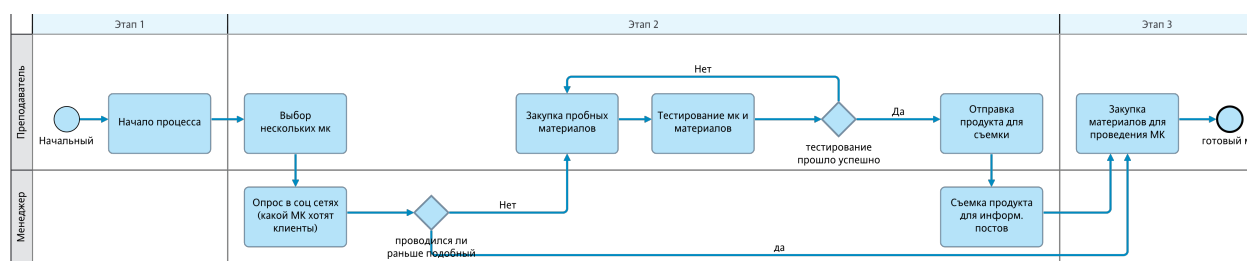 Этап 1
Этап 2
Этап 3
Преподаватель
Начальный
Начало процесса
Выбор
нескольких мк
Закупка пробных
материалов
Нет
Тестирование мк и
материалов
тестирование
прошло успешно
Да
Отправка
продукта для
съемки
Закупка
материалов для
проведения МК
готовый м
Менеджер
Опрос в соц сетях
(какой МК хотят
клиенты)
проводился ли
раньше подобный
Нет
да
Съемка продукта
для информ.
постов